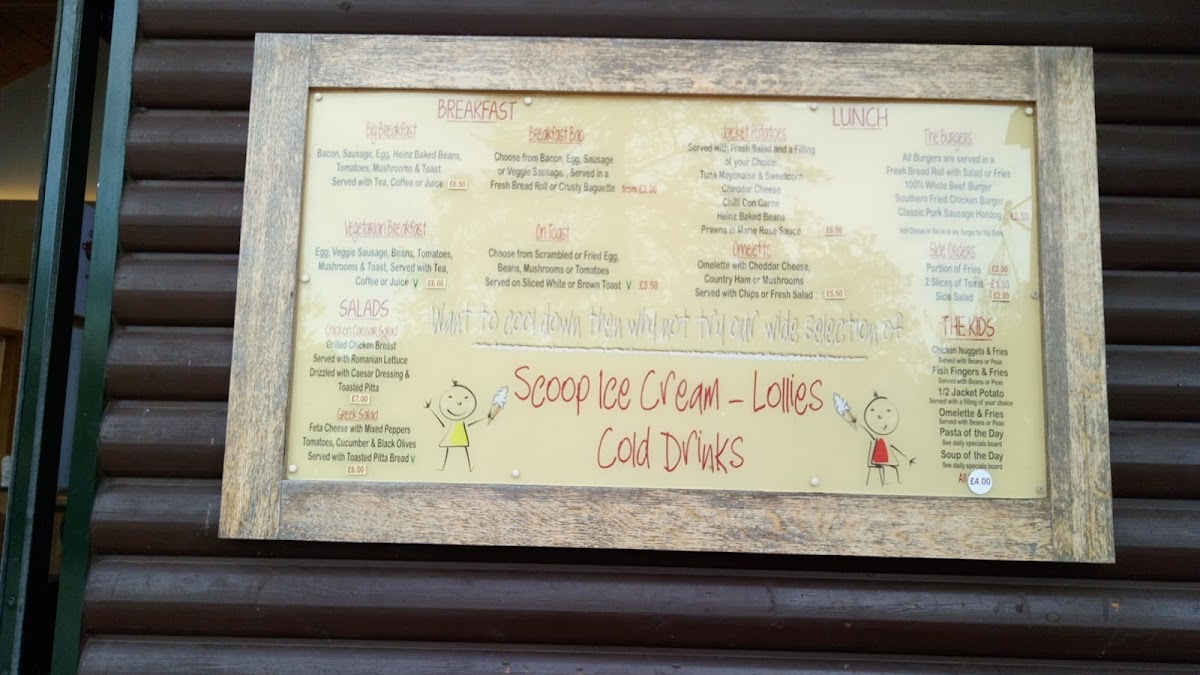 BREAKFAST
Big Breakfast
Bacon, Sausage, Egg, Heinz Baked Beans,
Tomatoes, Mushrooms & Toast
Served with Tea, Coffee or Juice £6.50
Breakfast Bap
Choose from Bacon, Egg, Sausage
or Veggie Sausage, , Served in a
Fresh Bread Roll or Crusty Baguette from £3.00
Vegetarian Breakfast
Egg, Veggie Sausage, Beans, Tomatoes,
Mushrooms & Toast, Served with Tea,
Coffee or Juice V £6.00
On Toast
Choose from Scrambled or Fried Egg,
Beans, Mushrooms or Tomatoes
Served on Sliced White or Brown Toast V £3.50
LUNCH
Jacket Potatoes
Served with Fresh Salad and a Filling
of your Choice
Tuna Mayonaise & Sweetcorn
Cheddar Cheese
Chilli Con Carne
Heinz Baked Beans
Prawns in Marie Rose Sauce £6.00
Omelette
Omelette with Cheddar Cheese,
Country Ham or Mushrooms
Served with Chips or Fresh Salad £5.50
The Burgers
All Burgers are served in a
Fresh Bread Roll with Salad or Fries
100% Whole Beef Burger
Southern Fried Chicken Burger
Classic Pork Sausage Hotdog
Side Orders
Portion of Fries £2.50
2 Slices of Toast £1.50
Side Salad £2.00
SALADS
Chicken Caesar Salad
Grilled Chicken Breast
Served with Romanian Lettuce
Drizzled with Caesar Dressing &
Toasted Pitta
£7.00
Greek Salad
Feta Cheese with Mixed Peppers
Tomatoes, Cucumber & Black Olives
Served with Toasted Pitta Bread V
£6.00
Want to cool down then why not try our wide selection of
Scoop Ice Cream - Lollies
Cold Drinks
THE KIDS
Chicken Nuggets & Fries
Served with Beans or Peas
Fish Fingers & Fries
Served with Beans or Peas
1/2 Jacket Potato
Served with a filling of your choice
Omelette & Fries
Served with Beans or Peas
Pasta of the Day
See daily specials board
Soup of the Day
See daily specials board
All £4.00